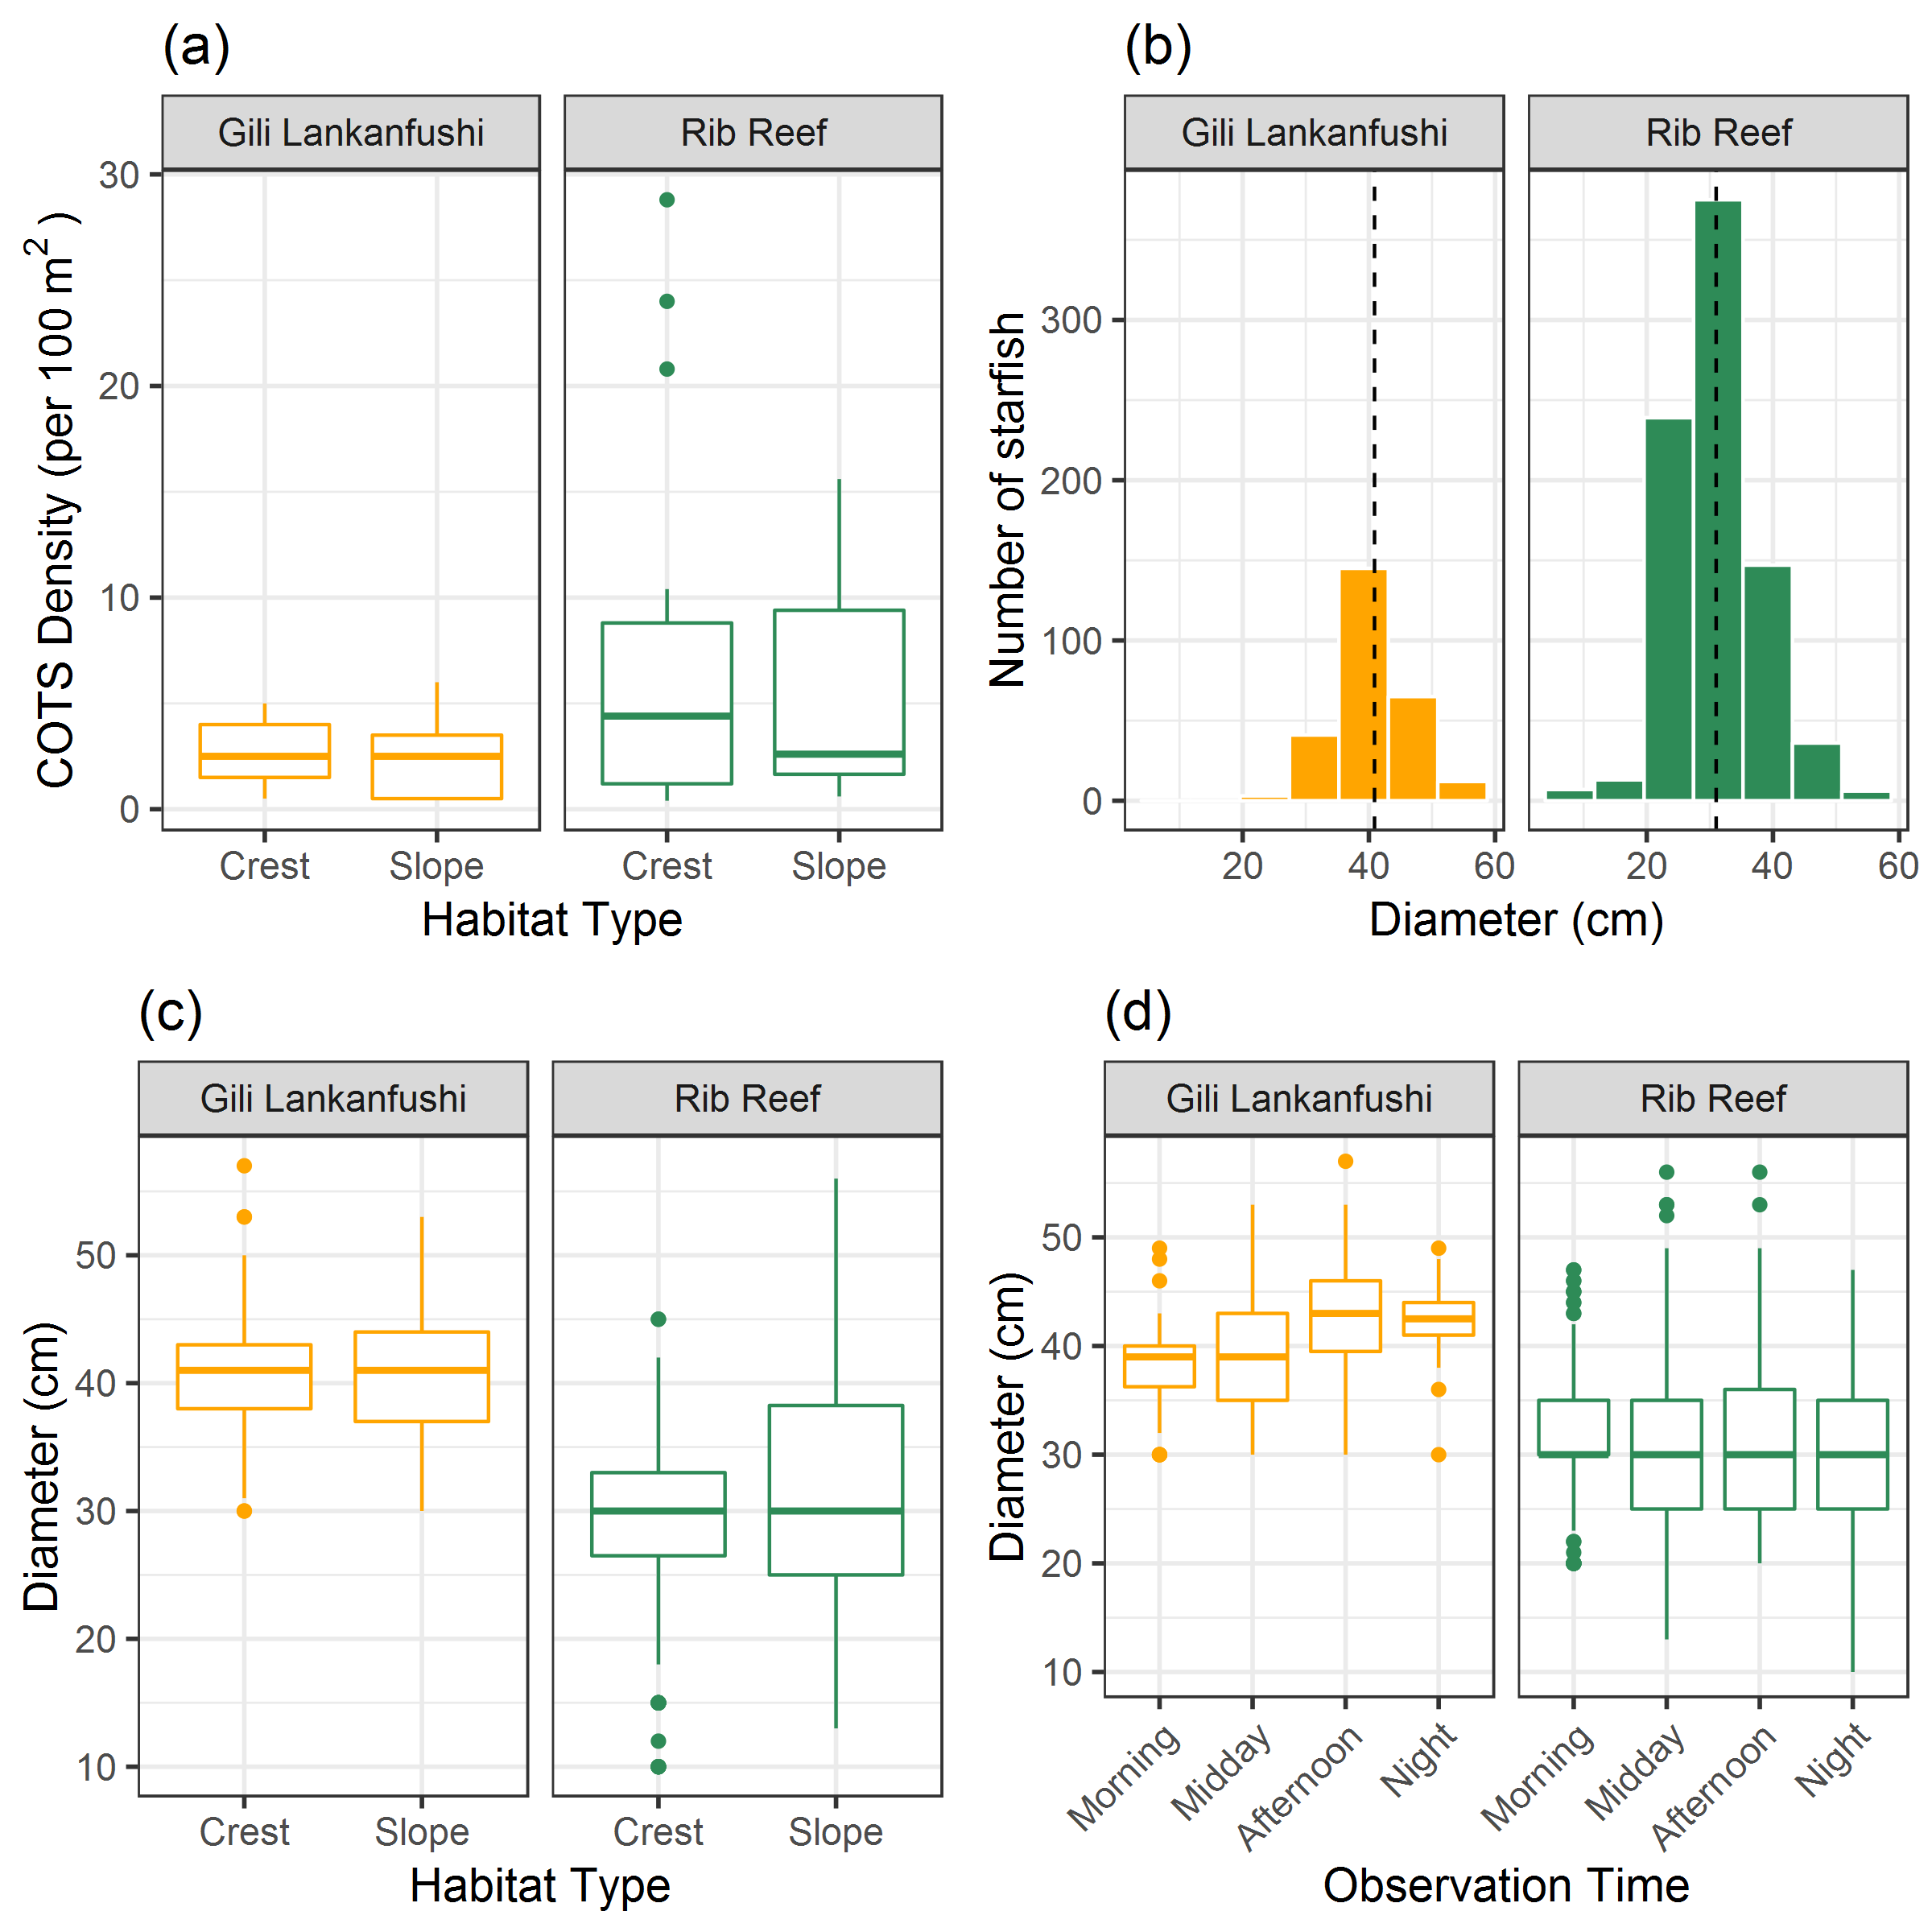 (a)
Gili Lankanfushi
Rib Reef
COTS Density (per 100 m²)
30
20
10
0
Crest
Slope
Crest
Slope
Habitat Type
(b)
Gili Lankanfushi
Rib Reef
Number of starfish
300
200
100
0
20
40
60
20
40
60
Diameter (cm)
(c)
Gili Lankanfushi
Rib Reef
Diameter (cm)
50
40
30
20
10
Crest
Slope
Crest
Slope
Habitat Type
(d)
Gili Lankanfushi
Rib Reef
Diameter (cm)
50
40
30
20
10
Morning
Midday
Afternoon
Night
Morning
Midday
Afternoon
Night
Observation Time